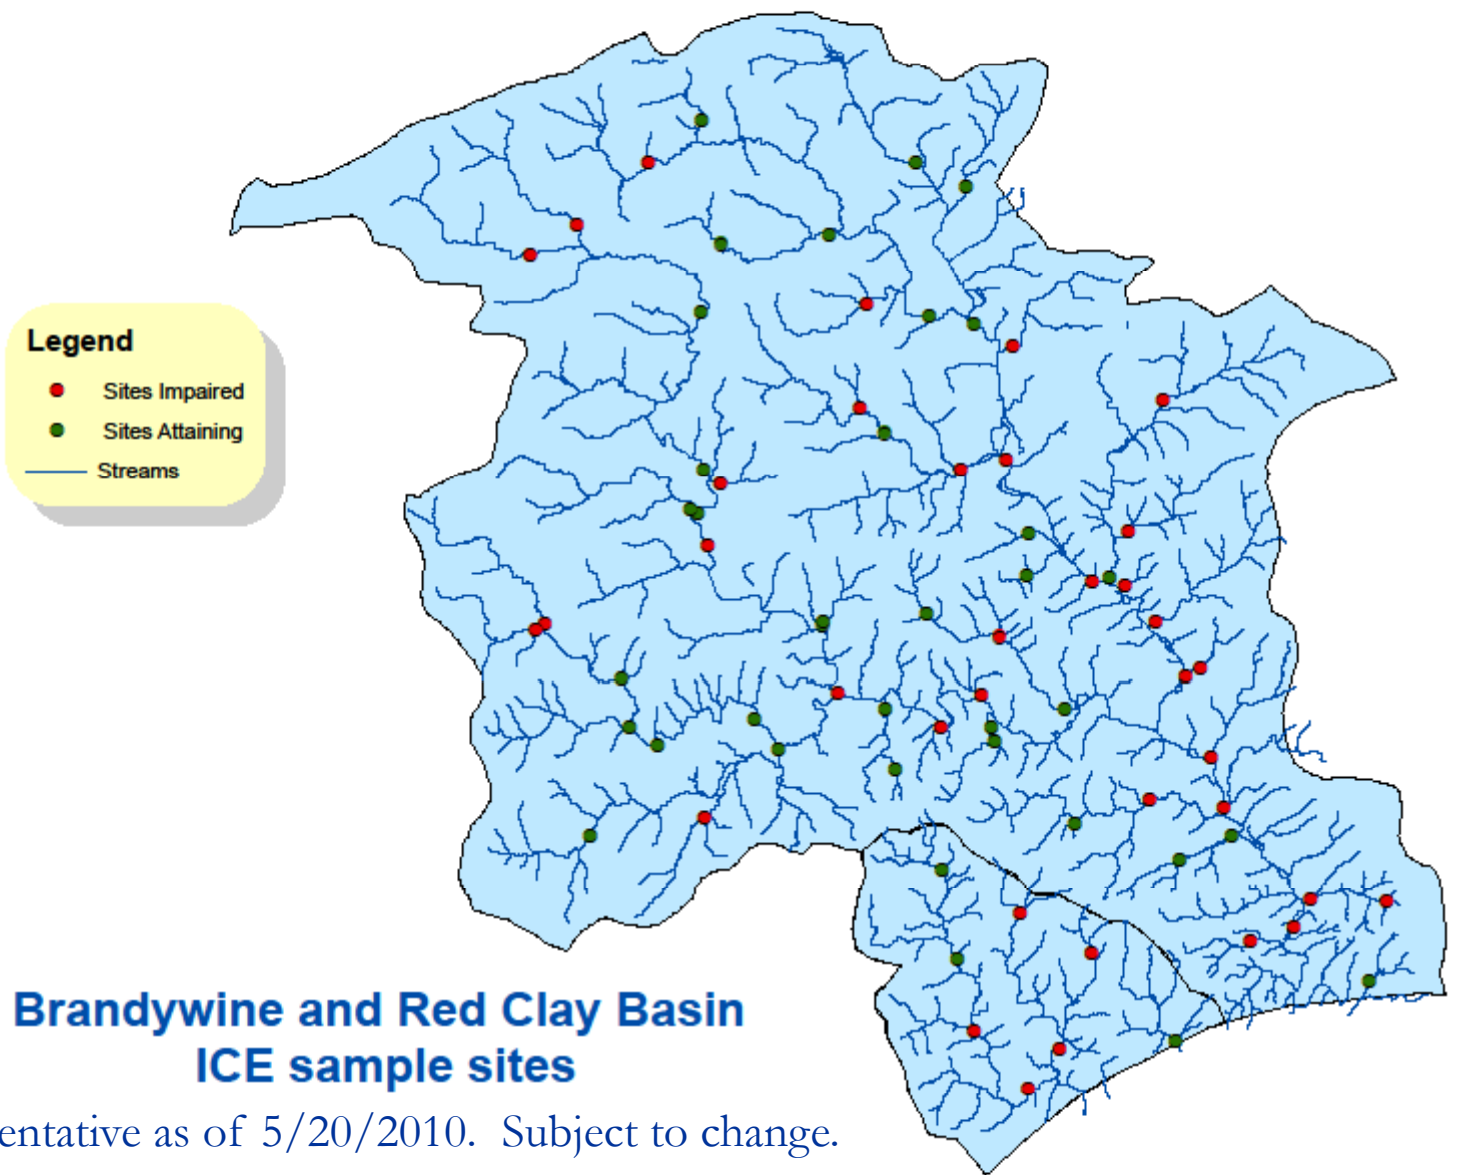 Legend
Sites Impaired
Sites Attaining
Streams
Brandywine and Red Clay Basin
ICE sample sites
entative as of 5/20/2010. Subject to change.